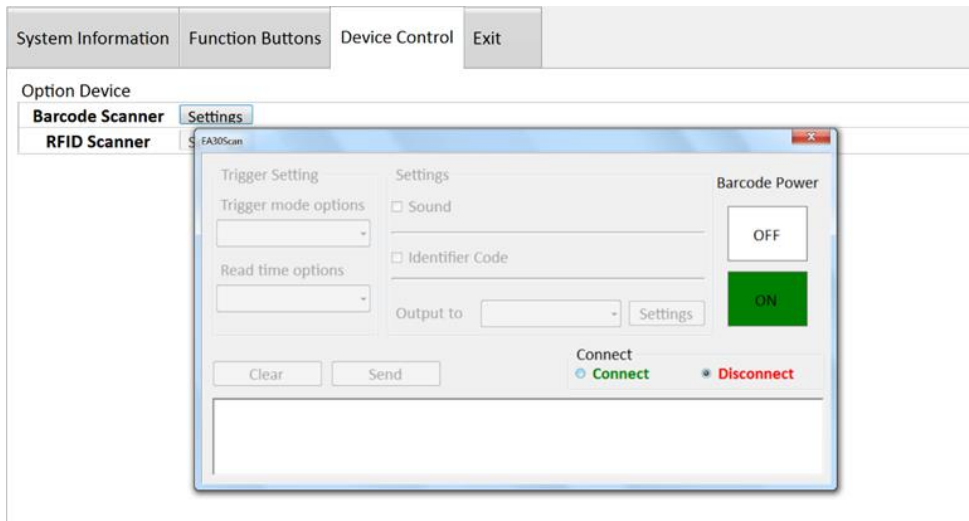 System Information Function Buttons Device Control Exit
Option Device
Barcode Scanner Settings
RFID Scanner
EA30Scan
Trigger Setting
Trigger mode options
Read time options
Settings
Sound
Identifier Code
Output to Settings
Barcode Power
OFF
ON
Clear Send
Connect
Connect Disconnect